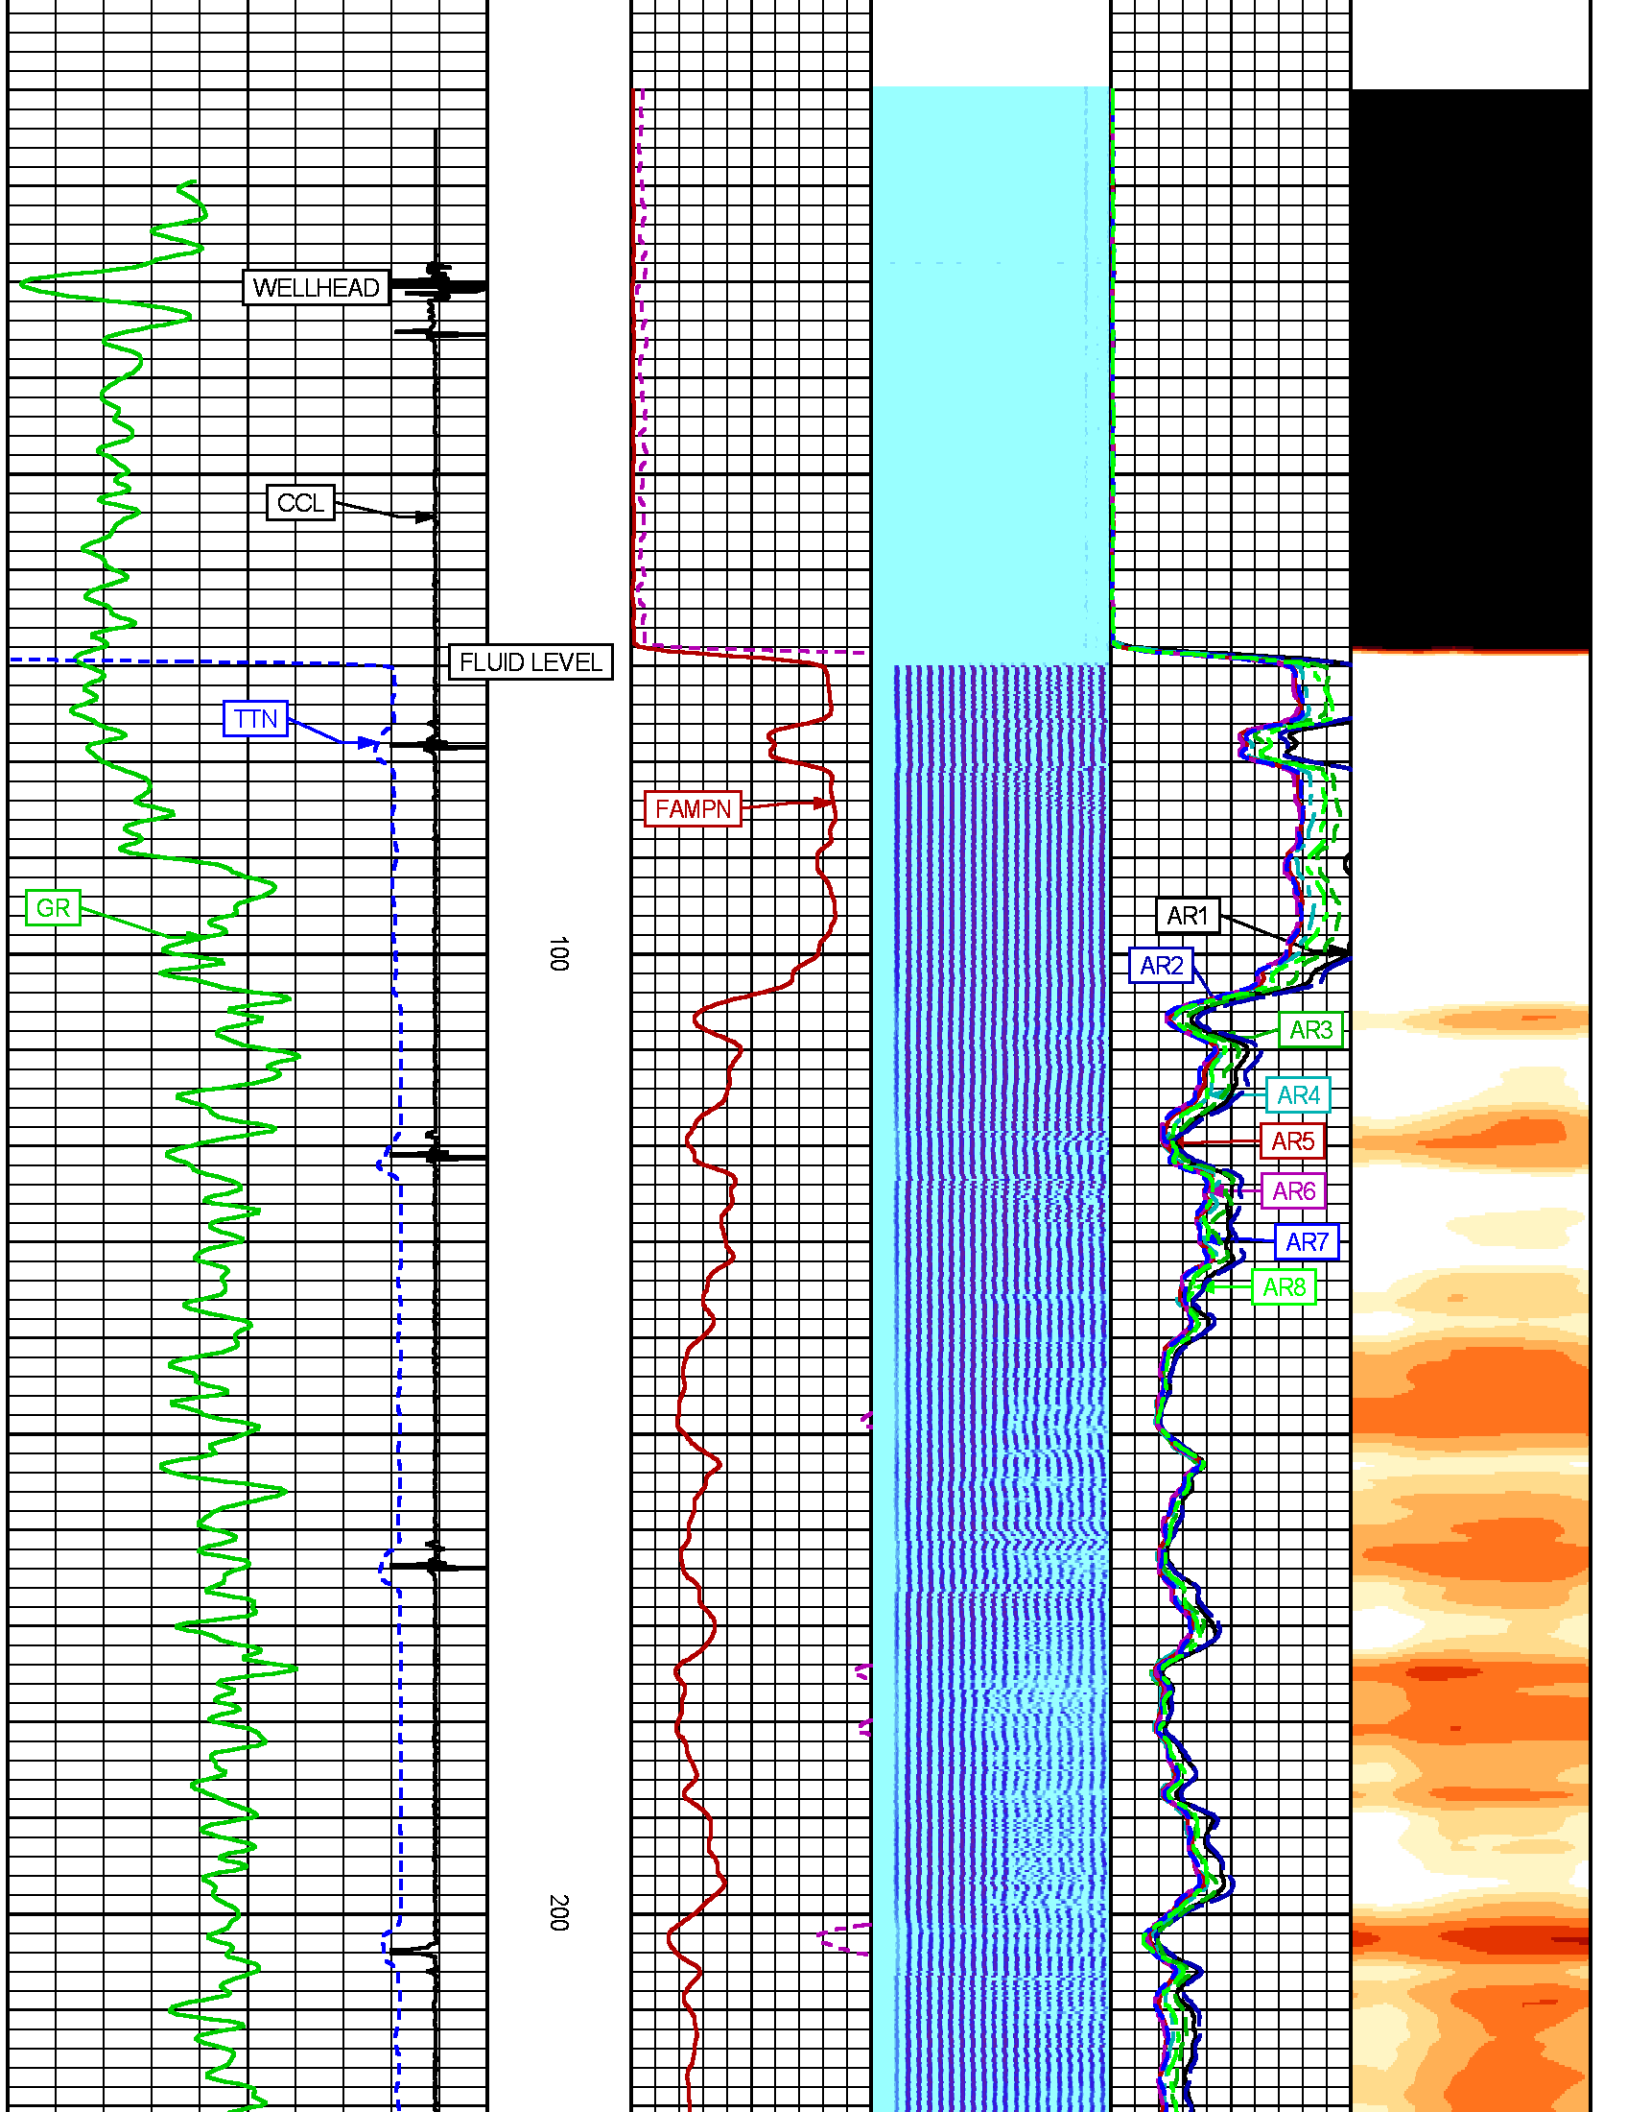 WELLHEAD
CCL
FLUID LEVEL
TTN
FAMPN
GR
AR1
100
AR2
AR3
AR4
AR5
AR6
AR7
AR8
200